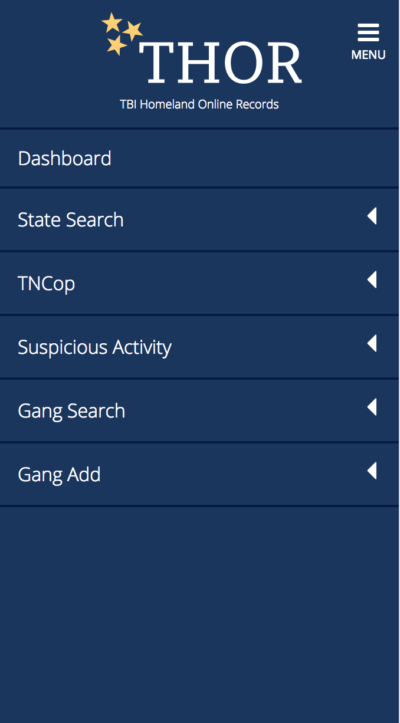 THOR
MENU
TBI Homeland Online Records
Dashboard
State Search
TNCop
Suspicious Activity
Gang Search
Gang Add